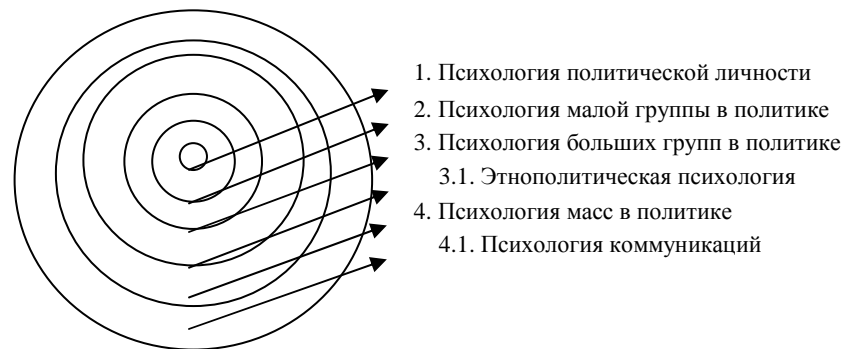 1. Психология политической личности
2. Психология малой группы в политике
3. Психология больших групп в политике
3.1. Этнополитическая психология
4. Психология масс в политике
4.1. Психология коммуникаций